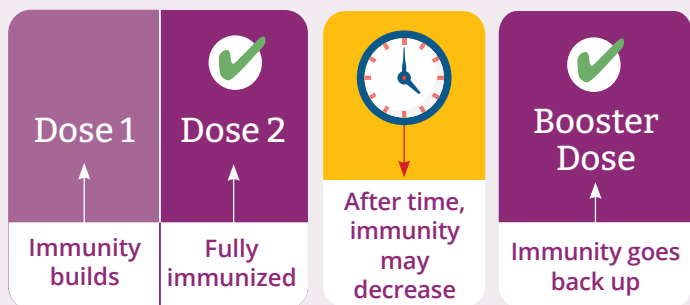 Dose 1
Immunity
builds
Dose 2
Fully
immunized
After time,
immunity
may
decrease
Booster
Dose
Immunity goes
back up